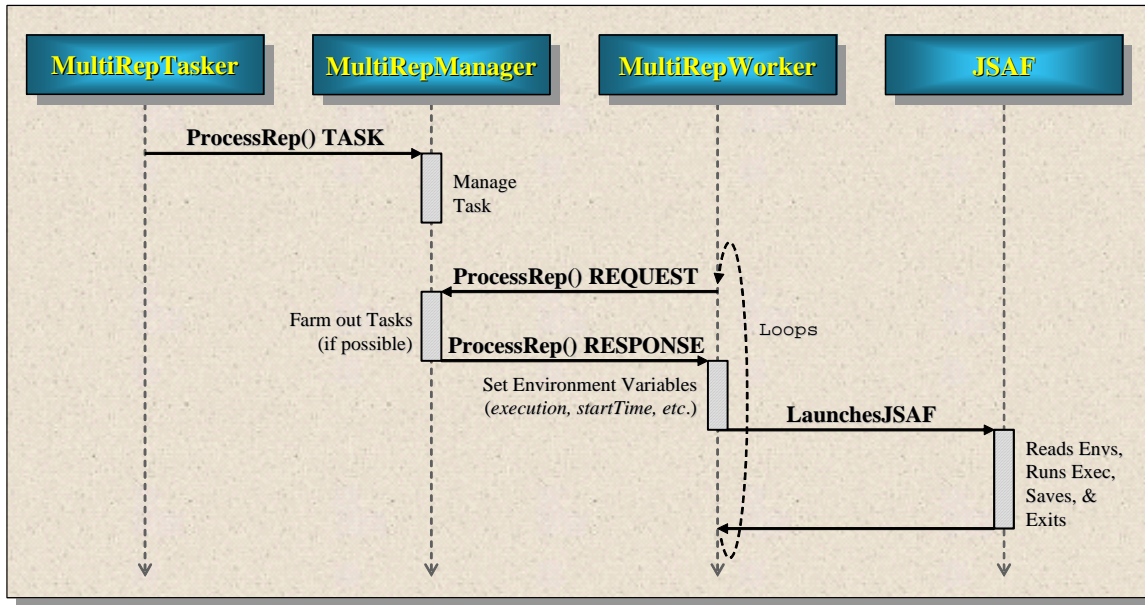 MultiRepTasker
MultiRepManager
MultiRepWorker
JSAF
ProcessRep() TASK
Manage
Task
ProcessRep() REQUEST
Farm out Tasks
(if possible)
Loops
ProcessRep() RESPONSE
Set Environment Variables
(execution, startTime, etc.)
LaunchesJSAF
Reads Envs,
Runs Exec,
Saves, &
Exits